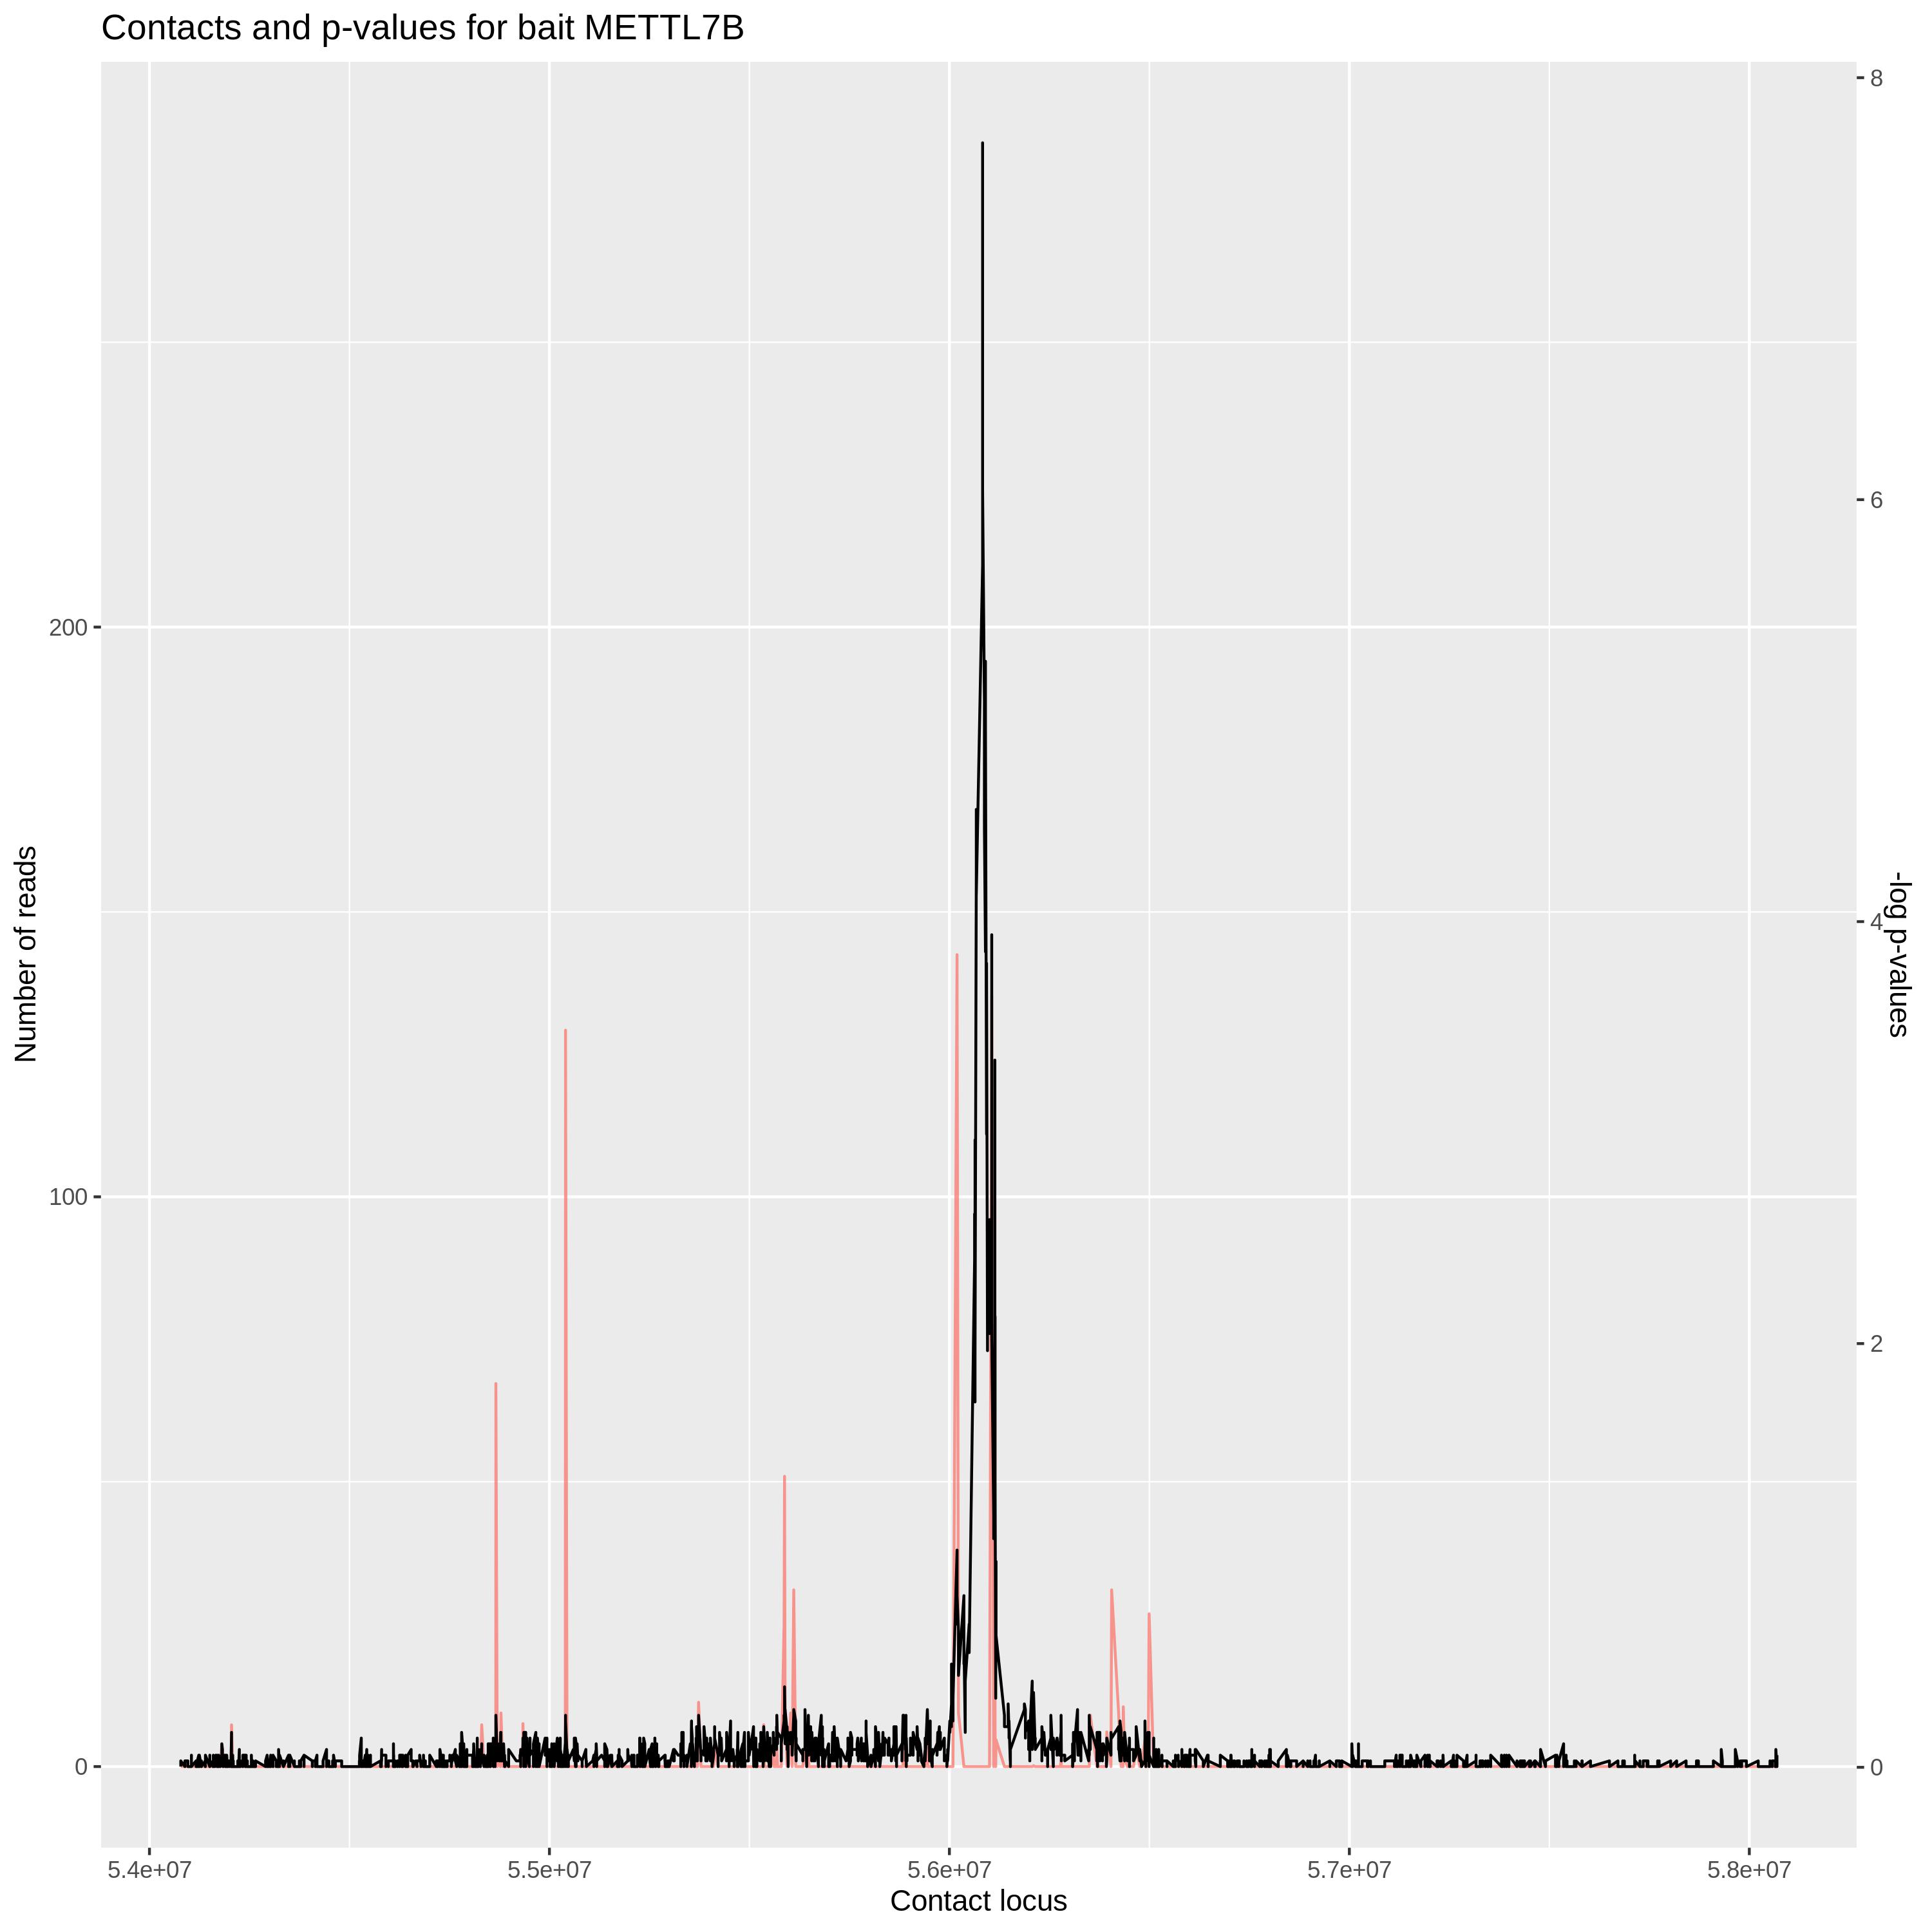 Contacts and p-values for bait METTL7B
8
6
200
4
Number of reads
-log p-values
2
100
0
0
5.4e+07 5.5e+07 5.6e+07 5.7e+07 5.8e+07
Contact locus